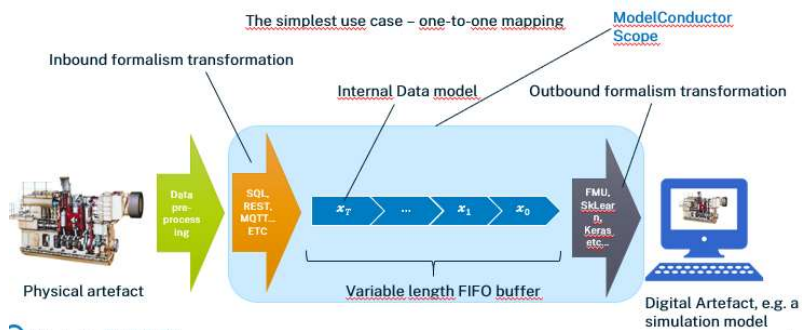 The simplest use case – one-to-one mapping
ModelConductor
Scope
Inbound formalism transformation
Internal Data model
Outbound formalism transformation
Data
pre-
process
ing
SQL,
REST,
MQTT...
ETC
x_T
...
x_1
x_0
FMU,
SkLear
n,
Keras
etc...
Physical artefact
Variable length FIFO buffer
Digital Artefact, e.g. a
simulation model